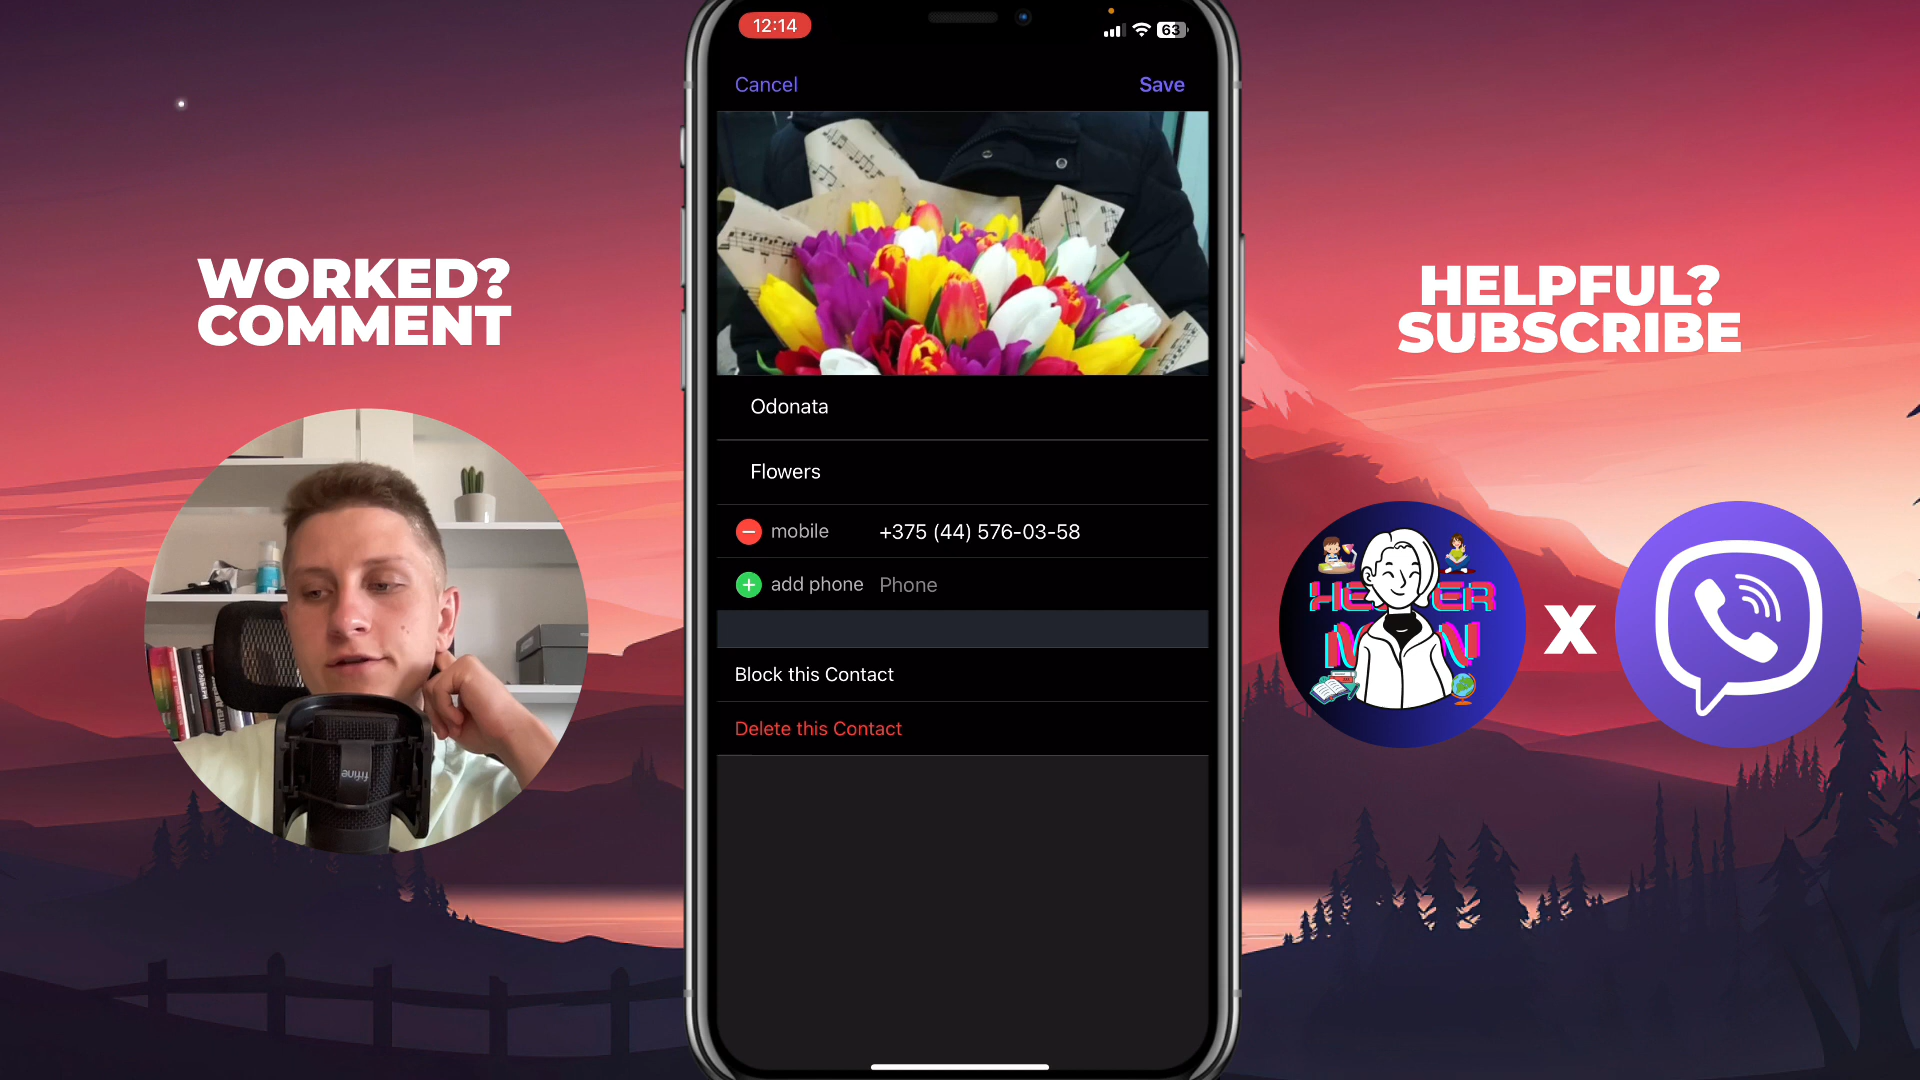 12:14
63
Cancel
Save
WORKED?
COMMENT
HELPFUL?
SUBSCRIBE
Odonata
Flowers
mobile +375 (44) 576-03-58
add phone Phone
Block this Contact
Delete this Contact
x
fifine